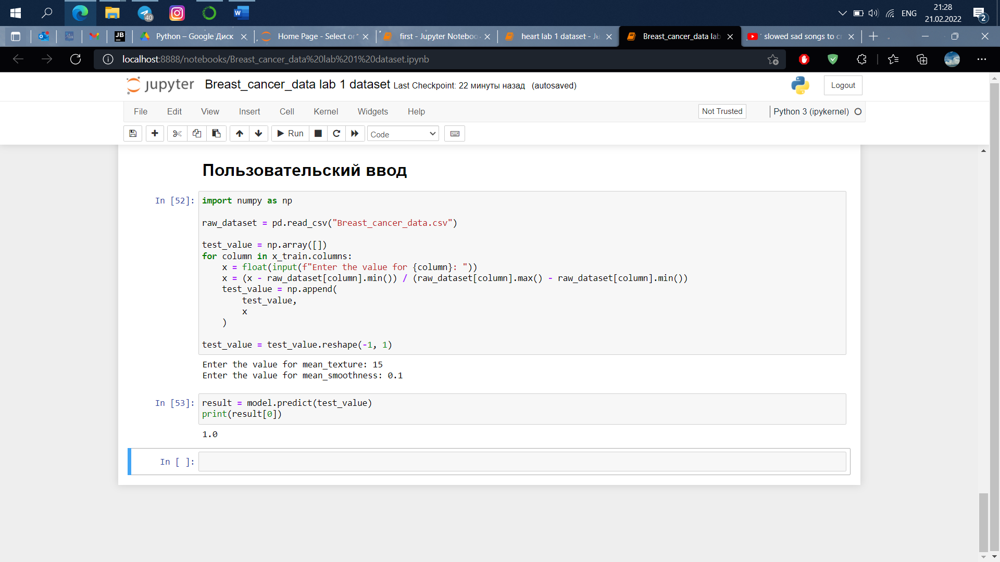 40
W
ENG
21:28
21.02.2022
2
JB
Python – Google Диск
Home Page - Select or
first - Jupyter Noteboo
heart lab 1 dataset - Ju
Breast_cancer_data lab
slowed sad songs to cr
localhost:8888/notebooks/Breast_cancer_data%20lab%201%20dataset.ipynb
jupyter
Breast_cancer_data lab 1 dataset Last Checkpoint: 22 минуты назад (autosaved)
Logout
File Edit View Insert Cell Kernel Widgets Help
Not Trusted
Python 3 (ipykernel)
Run
Code
Пользовательский ввод
In [52]:
import numpy as np
raw_dataset = pd.read_csv("Breast_cancer_data.csv")
test_value = np.array([])
for column in x_train.columns:
    x = float(input(f"Enter the value for {column}: "))
    x = (x - raw_dataset[column].min()) / (raw_dataset[column].max() - raw_dataset[column].min())
    test_value = np.append(
        test_value,
        x
    )
test_value = test_value.reshape(-1, 1)
Enter the value for mean_texture: 15
Enter the value for mean_smoothness: 0.1
In [53]:
result = model.predict(test_value)
print(result[0])
1.0
In [ ]: